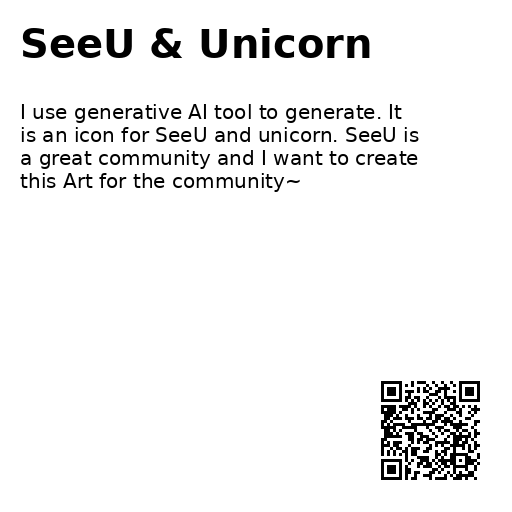 SeeU & Unicorn
I use generative AI tool to generate. It
is an icon for SeeU and unicorn. SeeU is
a great community and I want to create
this Art for the community~